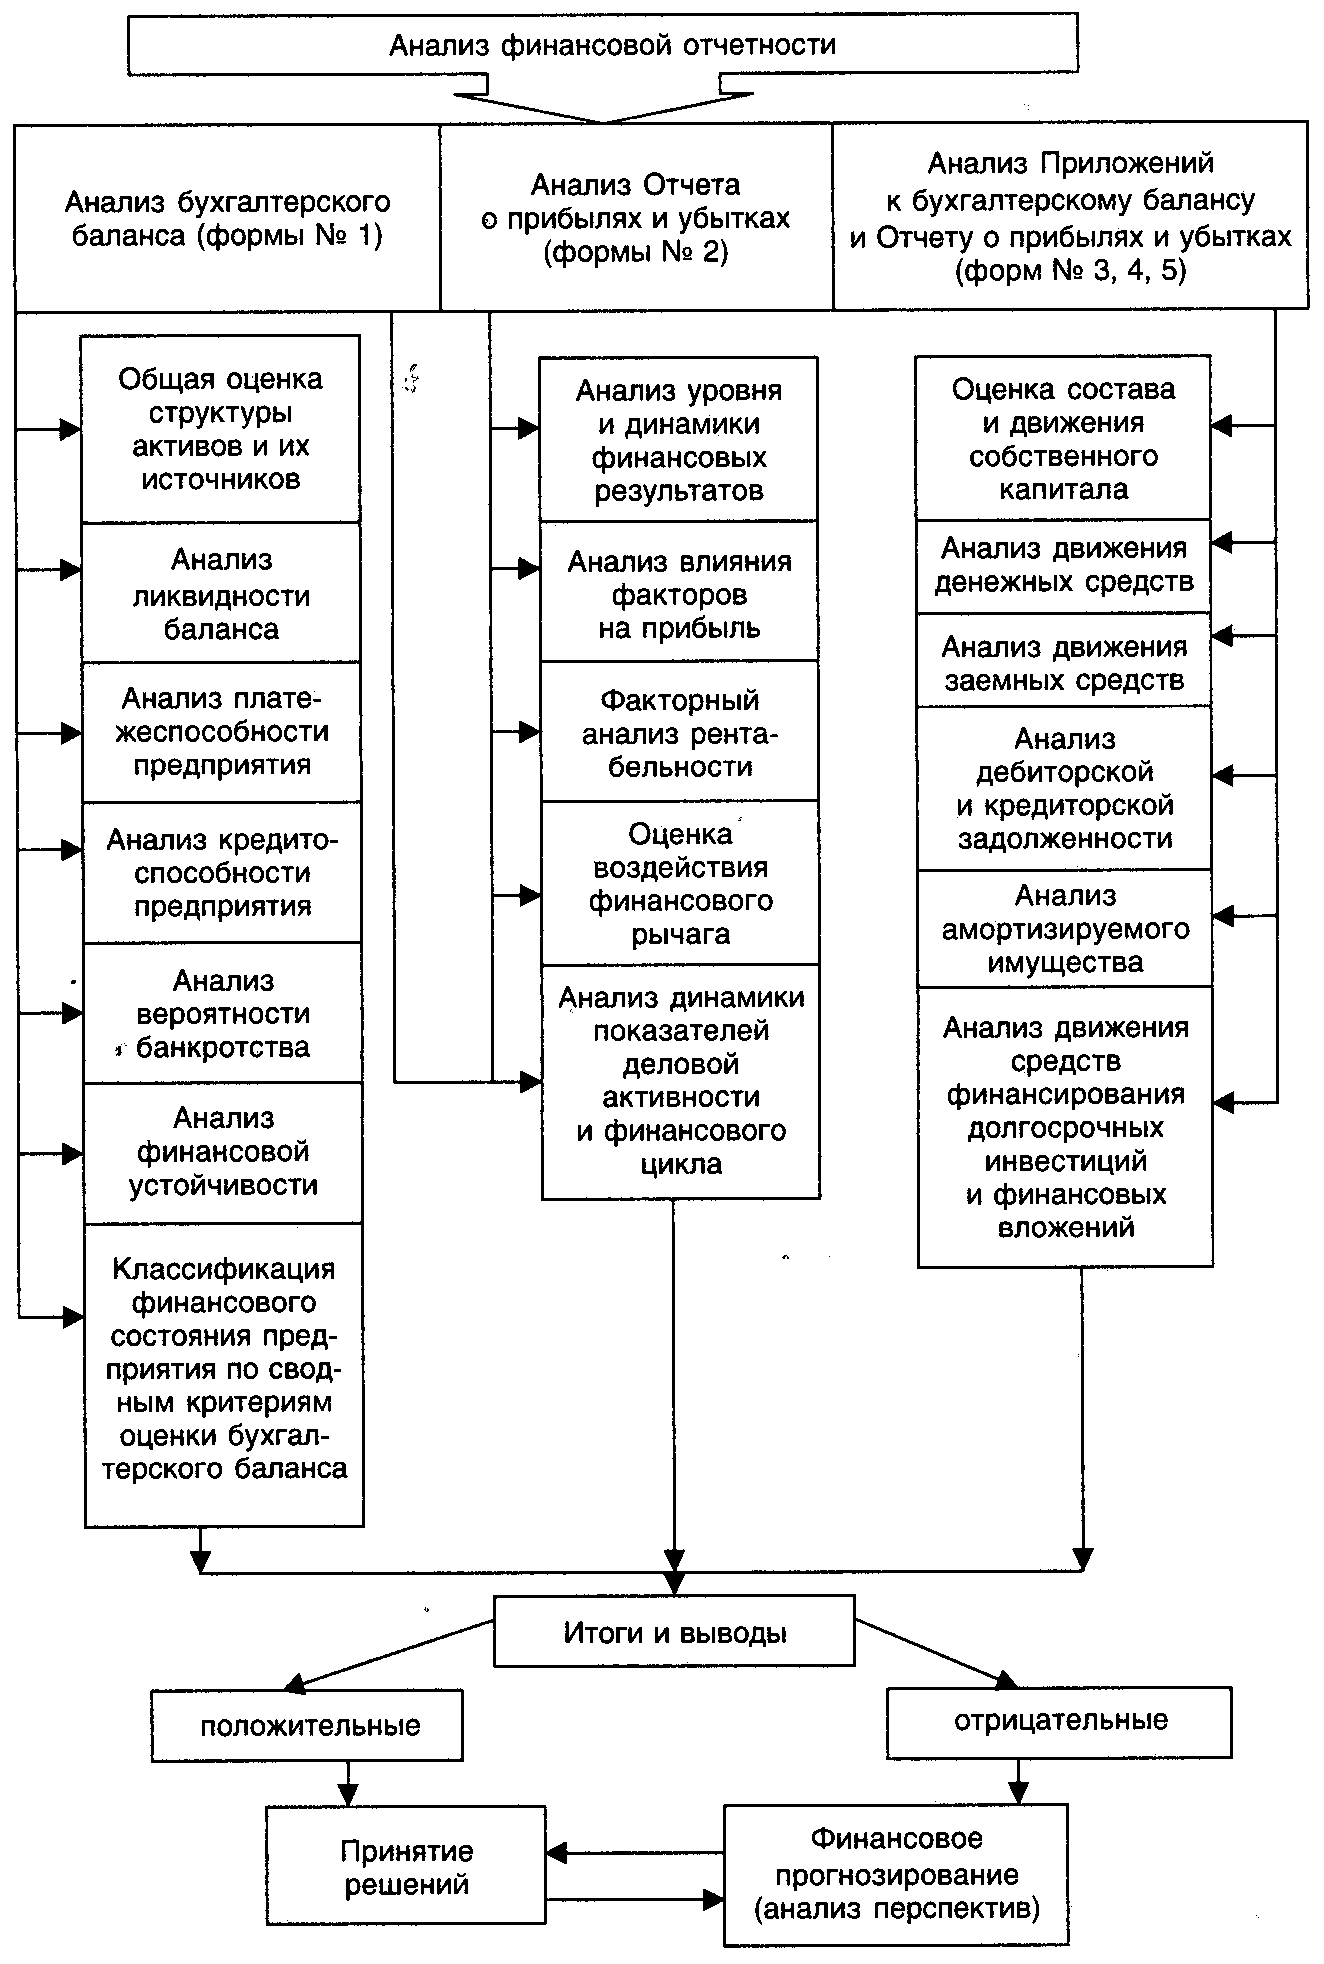 Анализ финансовой отчетности
Анализ бухгалтерского
баланса (формы № 1)
Анализ Отчета
о прибылях и убытках
(формы № 2)
Анализ Приложений
к бухгалтерскому балансу
и Отчету о прибылях и убытках
(форм № 3, 4, 5)
Общая оценка
структуры
активов и их
источников
Анализ
ликвидности
баланса
Анализ плате-
жеспособности
предприятия
Анализ кредито-
способности
предприятия
Анализ
вероятности
банкротства
Анализ
финансовой
устойчивости
Классификация
финансового
состояния пред-
приятия по свод-
ным критериям
оценки бухгал-
терского баланса
Анализ уровня
и динамики
финансовых
результатов
Анализ влияния
факторов
на прибыль
Факторный
анализ рента-
бельности
Оценка
воздействия
финансового
рычага
Анализ динамики
показателей
деловой
активности
и финансового
цикла
Оценка состава
и движения
собственного
капитала
Анализ движения
денежных средств
Анализ движения
заемных средств
Анализ
дебиторской
и кредиторской
задолженности
Анализ
амортизируемого
имущества
Анализ движения
средств
финансирования
долгосрочных
инвестиций
и финансовых
вложений
Итоги и выводы
положительные
отрицательные
Принятие
решений
Финансовое
прогнозирование
(анализ перспектив)